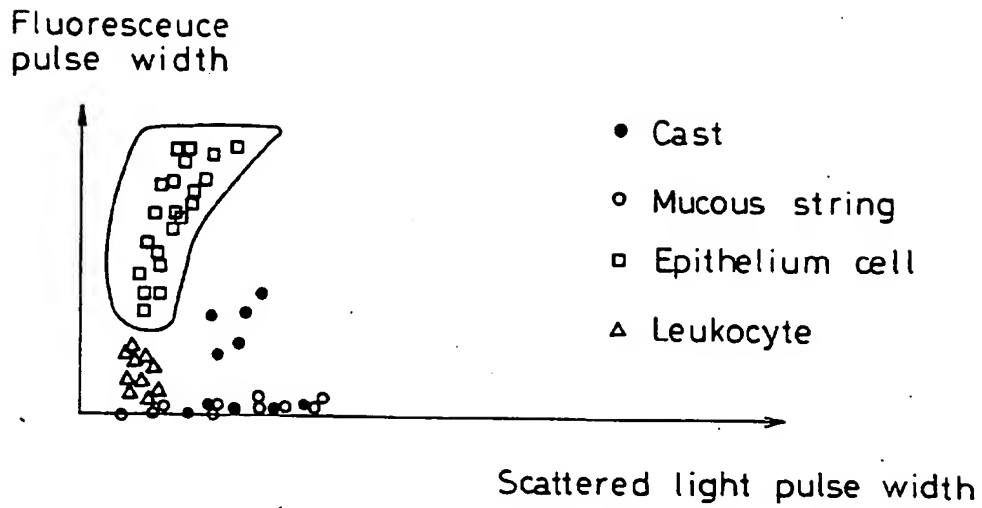 Fluoresceuce
pulse width
Cast
Mucous string
Epithelium cell
Leukocyte
Scattered light pulse width